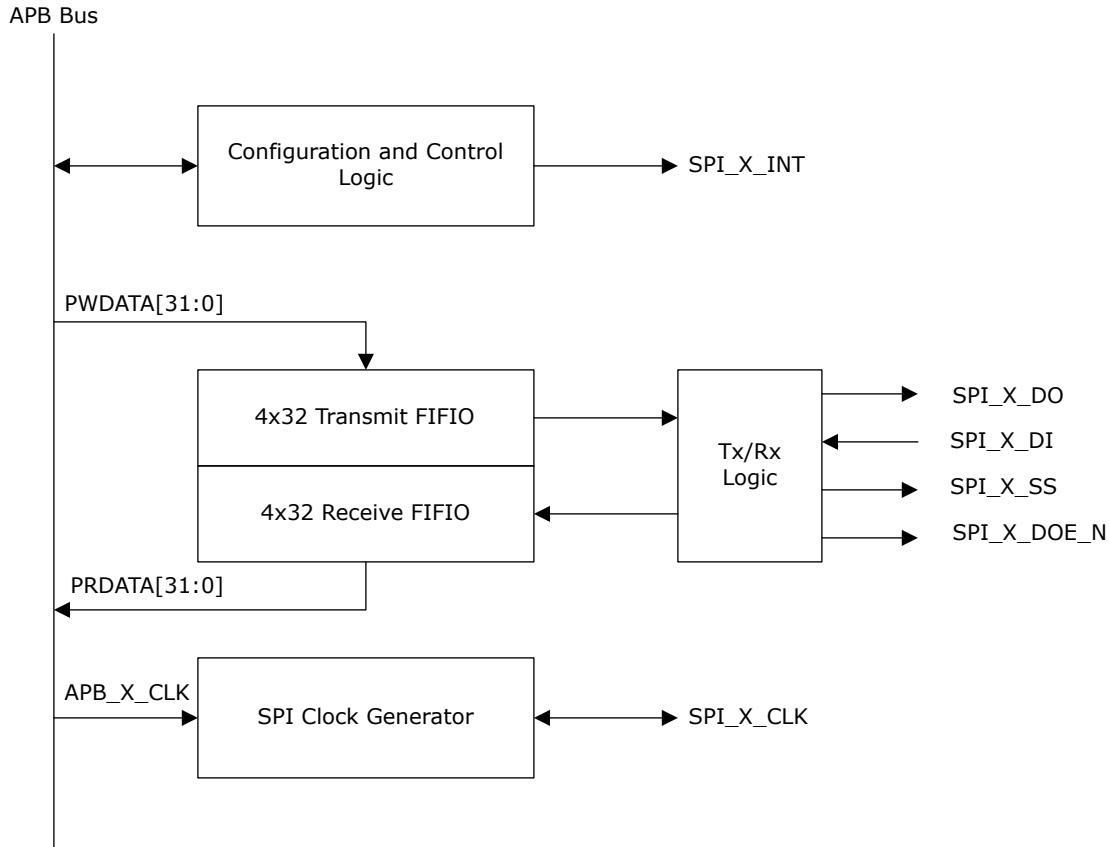 APB Bus
Configuration and Control
Logic
SPI_X_INT
PWDATA[31:0]
4x32 Transmit FIFIO
Tx/Rx
Logic
SPI_X_DO
SPI_X_DI
SPI_X_SS
4x32 Receive FIFIO
SPI_X_DOE_N
PRDATA[31:0]
APB_X_CLK
SPI Clock Generator
SPI_X_CLK